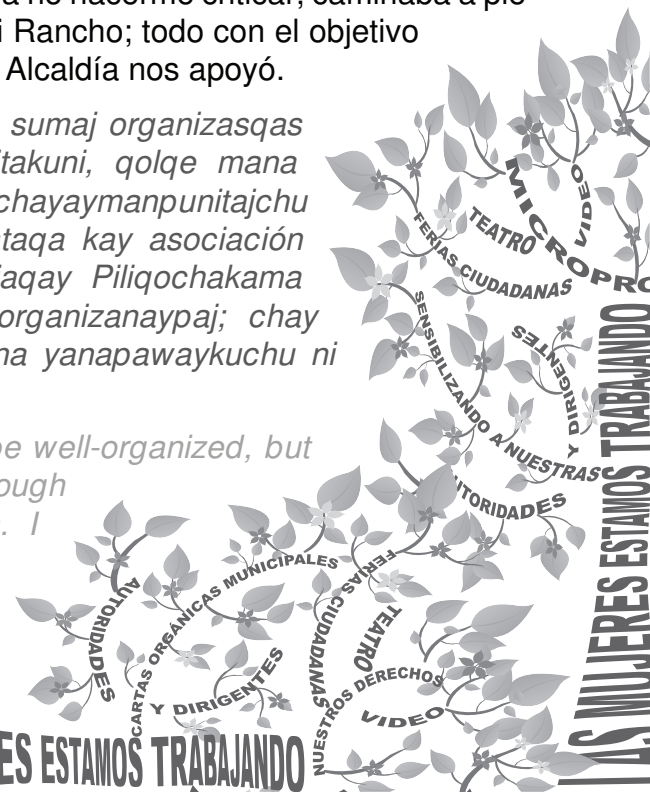 a no hacerme criticar, caminaba a pie
i Rancho; todo con el objetivo
Alcaldía nos apoyó.
sumaj organizasqas
takuni, qolqe mana
chayaymanpunitajchu
taqa kay asociación
aqay Piliqochakama
organizanaypaj; chay
na yanapawaykuchu ni
be well-organized, but
ough
. I
MICROPRO
VIDEO
TEATRO
FERIAS CIUDADANAS
SENSIBILIZANDO A NUESTRAS
Y DIRIGENTES
AUTORIDADES
LAS MUJERES ESTAMOS TRABAJANDO
AUTORIDADES
CARTAS ORGÁNICAS MUNICIPALES
Y DIRIGENTES
FERIAS CIUDADANAS
TEATRO
NUESTROS DERECHOS
VIDEO
ES ESTAMOS TRABAJANDO